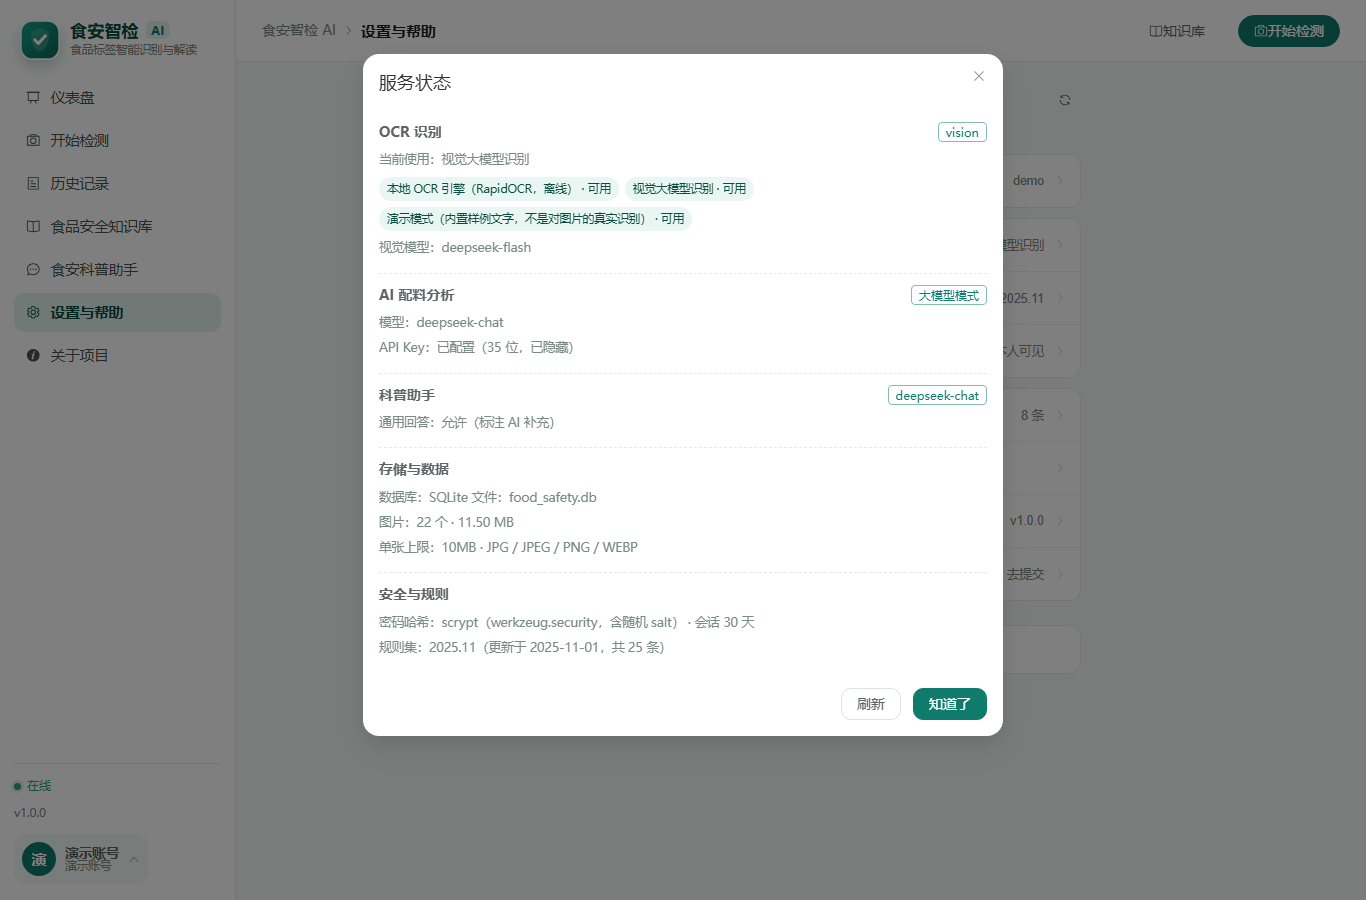 食安智检 AI
食品标签智能识别与解读
仪表盘
开始检测
历史记录
食品安全知识库
食安科普助手
设置与帮助
关于项目
在线
v1.0.0
演
演示账号
演示账号
食安智检 AI > 设置与帮助
知识库
开始检测
服务状态
OCR 识别
vision
当前使用：视觉大模型识别
本地 OCR 引擎（RapidOCR，离线） · 可用
视觉大模型识别 · 可用
演示模式（内置样例文字，不是对图片的真实识别） · 可用
视觉模型：deepseek-flash
AI 配料分析
大模型模式
模型：deepseek-chat
API Key：已配置（35 位，已隐藏）
科普助手
deepseek-chat
通用回答：允许（标注 AI 补充）
存储与数据
数据库：SQLite 文件：food_safety.db
图片：22 个 · 11.50 MB
单张上限：10MB · JPG / JPEG / PNG / WEBP
安全与规则
密码哈希：scrypt（werkzeug.security，含随机 salt） · 会话 30 天
规则集：2025.11（更新于 2025-11-01，共 25 条）
刷新
知道了
demo
型识别
2025.11
人可见
8 条
v1.0.0
去提交